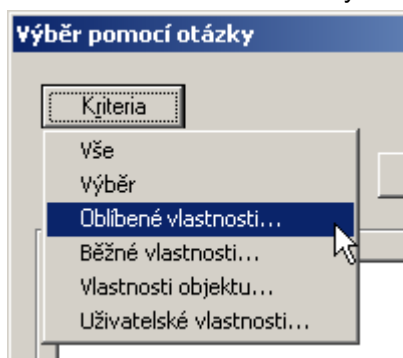 Výběr pomocí otázky
Kriteria
Vše
Výběr
Oblíbené vlastnosti...
Běžné vlastnosti...
Vlastnosti objektu...
Uživatelské vlastnosti...